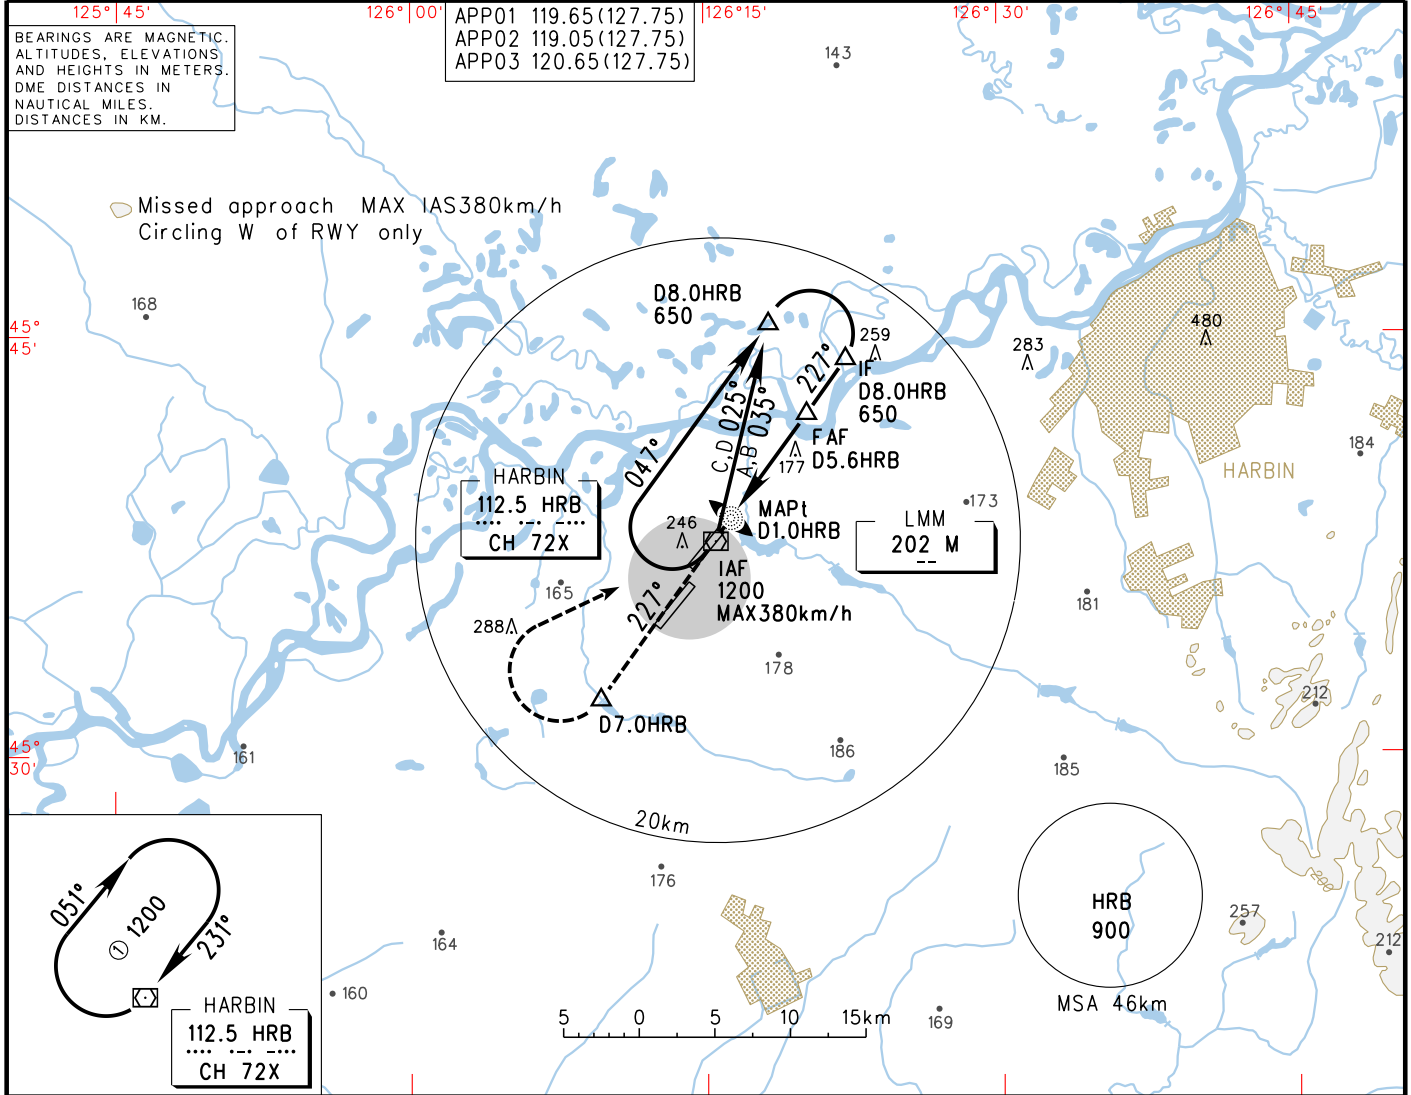 125° 45'
126° 00'
126° 15'
126° 30'
126° 45'
BEARINGS ARE MAGNETIC.
ALTITUDES, ELEVATIONS
AND HEIGHTS IN METERS.
DME DISTANCES IN
NAUTICAL MILES.
DISTANCES IN KM.
APP01 119.65(127.75)
APP02 119.05(127.75)
APP03 120.65(127.75)
143
Missed approach MAX IAS380km/h
Circling W of RWY only
168
45°
45'
D8.0HRB
650
259
283
480
227°
IF
D8.0HRB
650
047°
C,D 025°
A,B 035°
FAF
D5.6HRB
177
184
HARBIN
HARBIN
112.5 HRB
CH 72X
246
MAPt
D1.0HRB
173
LMM
202 M
IAF
1200
MAX380km/h
165
181
227°
288
178
212
D7.0HRB
45°
30'
161
186
185
20km
176
200
051°
1 1200
231°
HARBIN
112.5 HRB
CH 72X
164
160
5 0 5 10 15km
169
HRB
900
MSA 46km
257
212